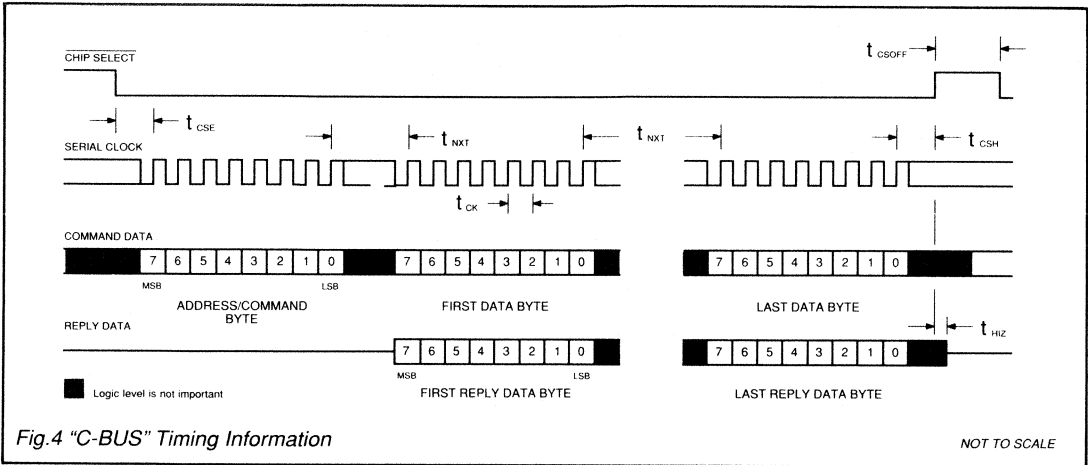 CHIP SELECT
t CSOFF
t CSE
t NXT
t NXT
t CSH
SERIAL CLOCK
t CK
COMMAND DATA
7 6 5 4 3 2 1 0 7 6 5 4 3 2 1 0 7 6 5 4 3 2 1 0
MSB LSB
ADDRESS/COMMAND BYTE
FIRST DATA BYTE
LAST DATA BYTE
REPLY DATA
t HIZ
7 6 5 4 3 2 1 0 7 6 5 4 3 2 1 0
MSB LSB
Logic level is not important
FIRST REPLY DATA BYTE
LAST REPLY DATA BYTE
Fig.4 “C-BUS” Timing Information
NOT TO SCALE